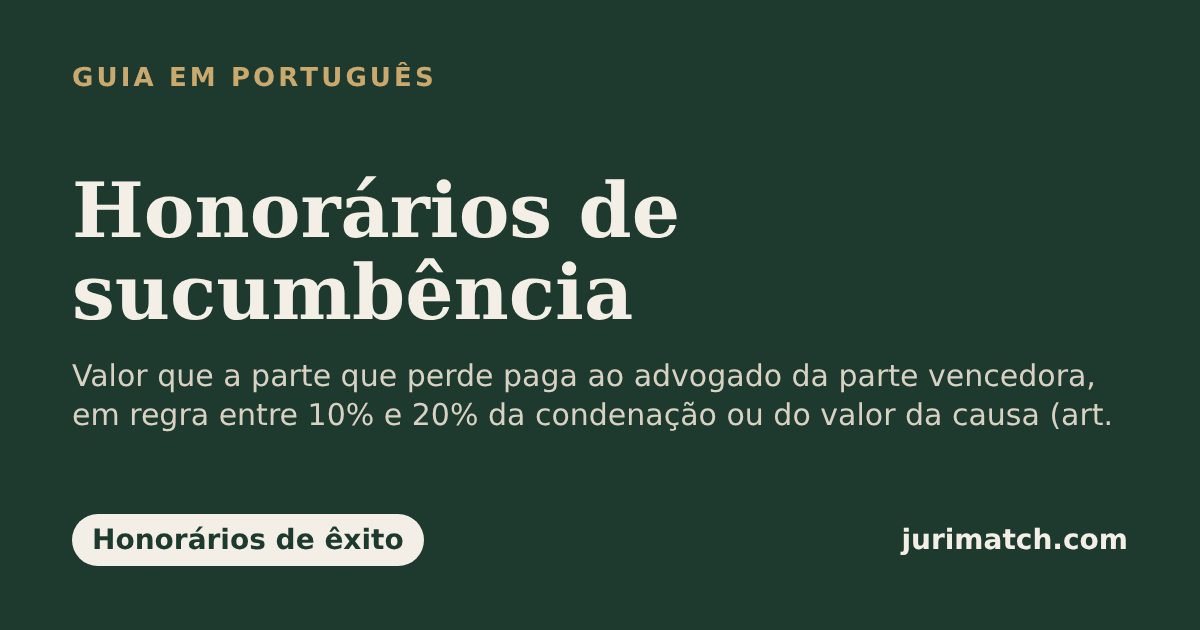 GUIA EM PORTUGUÊS
Honorários de
sucumbência
Valor que a parte que perde paga ao advogado da parte vencedora,
em regra entre 10% e 20% da condenação ou do valor da causa (art.
Honorários de êxito
jurimatch.com